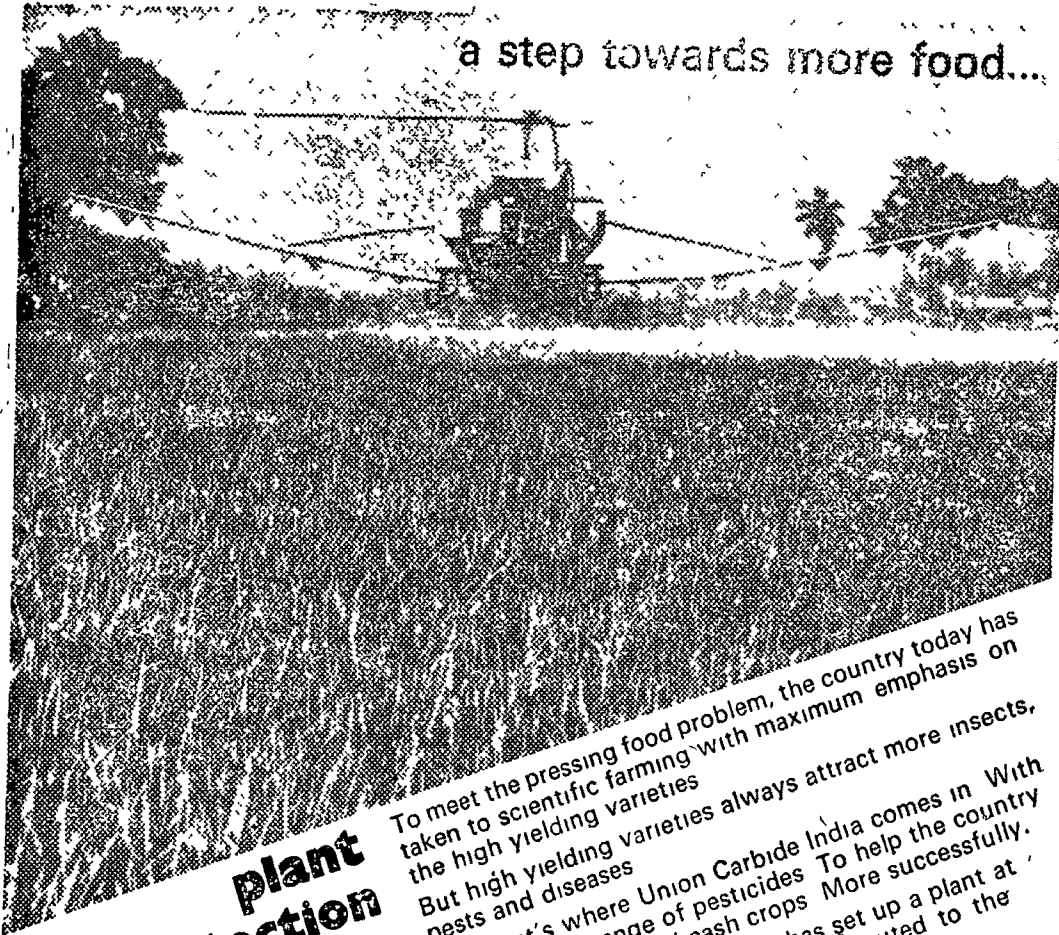 a step towards more food...
plant
To meet the pressing food problem, the country today has
taken to scientific farming with maximum emphasis on
the high yielding varieties
But high yielding varieties always attract more insects,
pests and diseases
where Union Carbide India comes in With
of pesticides To help the country
cash crops More successfully.
set up a plant at
to the